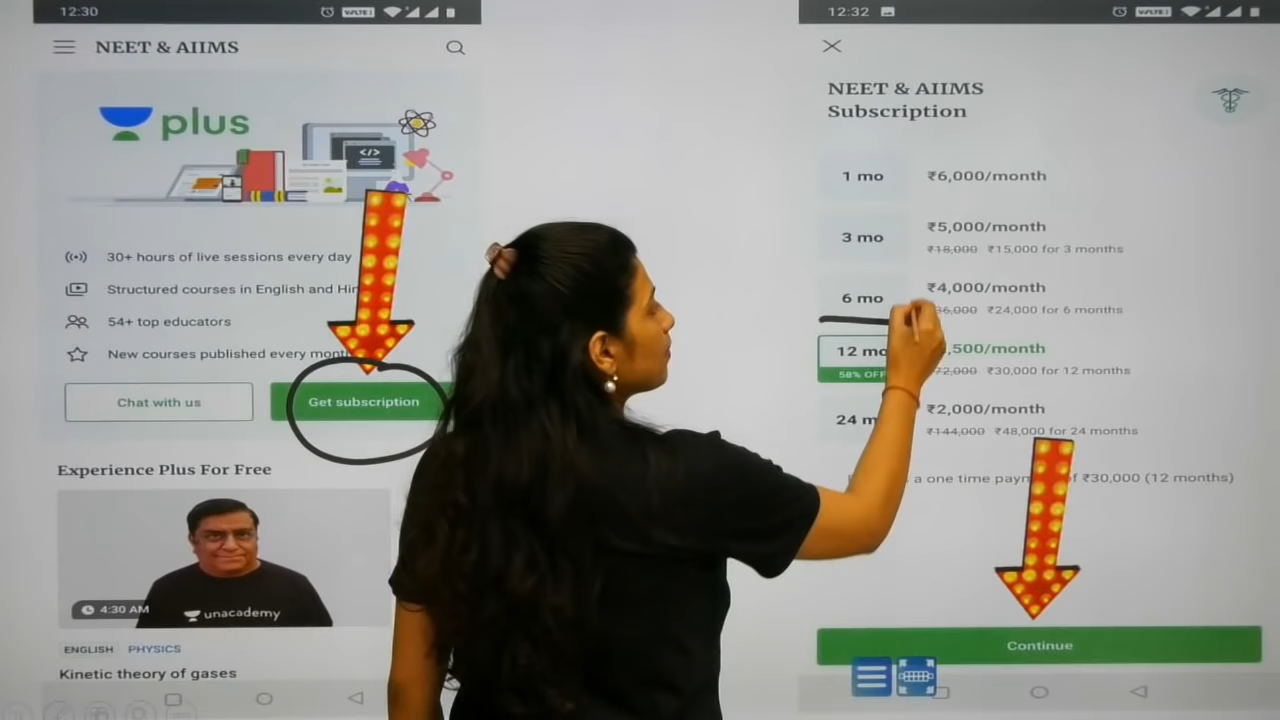 12:30
VoLTE
NEET & AIIMS
plus
</>
30+ hours of live sessions every day
Structured courses in English and
54+ top educators
New courses published every
Chat with us
Get subscription
Experience Plus For Free
4:30 AM
unacademy
ENGLISH PHYSICS
Kinetic theory of gases
12:32
VoLTE
NEET & AIIMS
Subscription
1 mo ₹6,000/month
3 mo ₹5,000/month
₹18,000 ₹15,000 for 3 months
6 mo ₹4,000/month
₹24,000 for 6 months
12 mo ,500/month
58% OFF ₹30,000 for 12 months
24 ₹2,000/month
₹144,000 ₹48,000 for 24 months
a one time ₹30,000 (12 months)
Continue